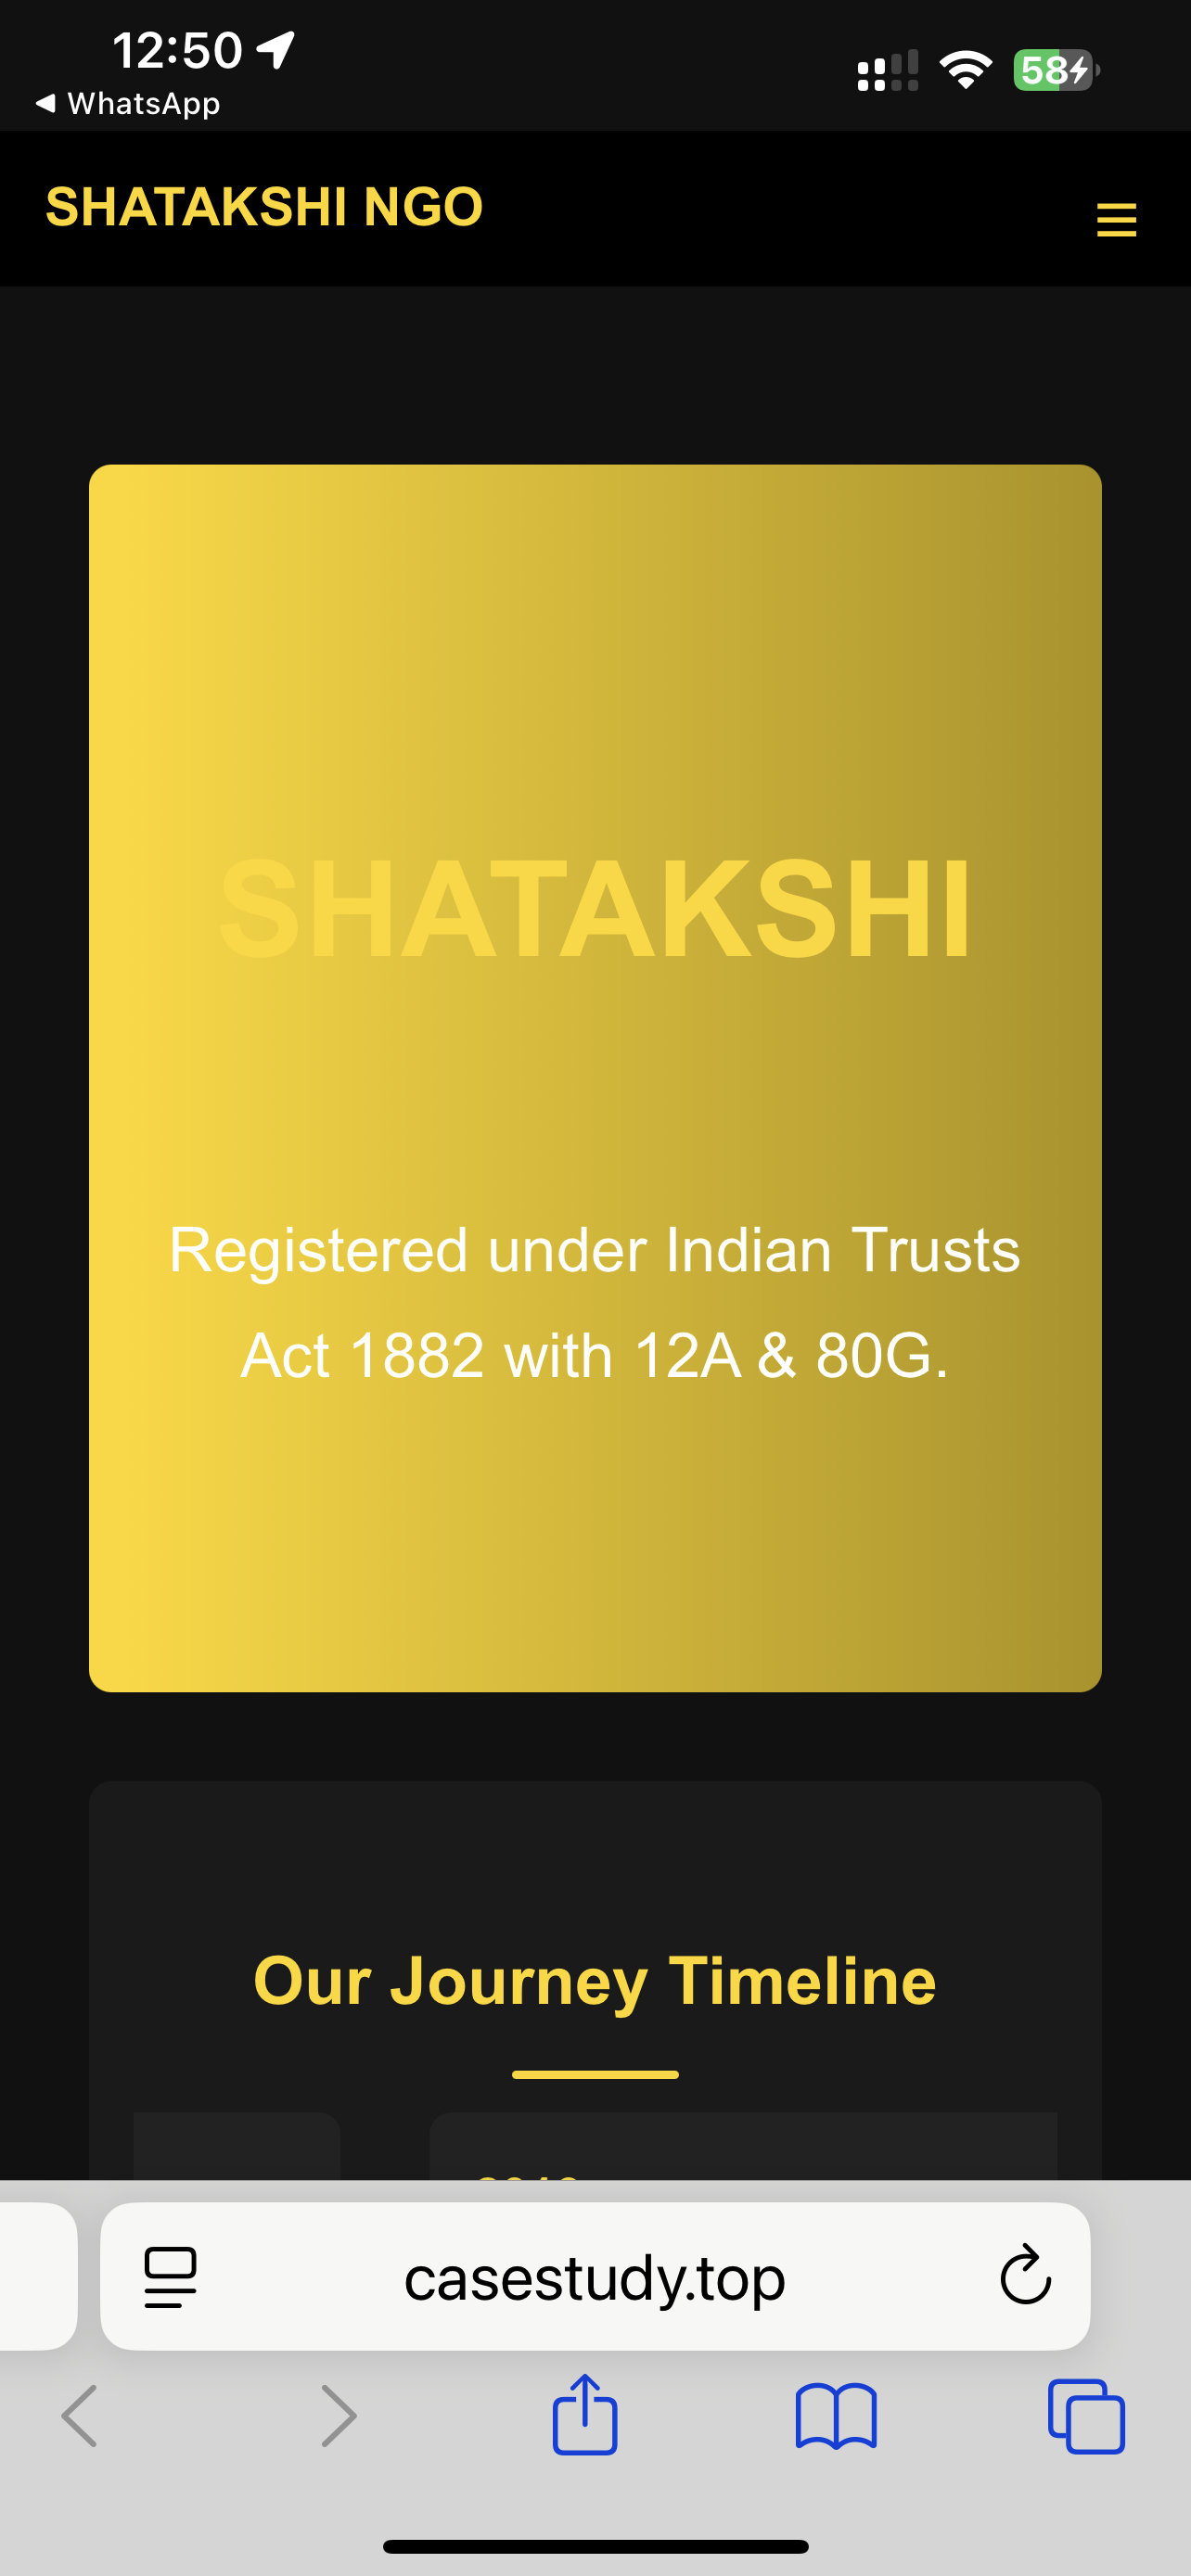 12:50
WhatsApp
58
SHATAKSHI NGO
SHATAKSHI
Registered under Indian Trusts
Act 1882 with 12A & 80G.
Our Journey Timeline
casestudy.top